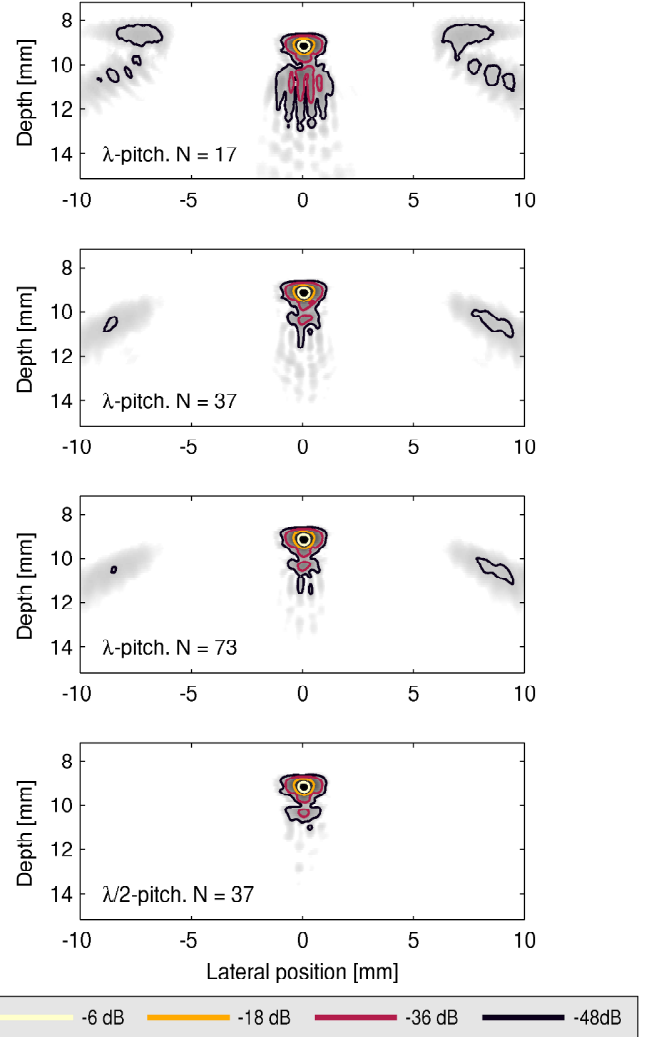 8
10
12
14
Depth [mm]
λ-pitch. N = 17
-10 -5 0 5 10
8
10
12
14
Depth [mm]
λ-pitch. N = 37
-10 -5 0 5 10
8
10
12
14
Depth [mm]
λ-pitch. N = 73
-10 -5 0 5 10
8
10
12
14
Depth [mm]
λ/2-pitch. N = 37
-10 -5 0 5 10
Lateral position [mm]
-6 dB -18 dB -36 dB -48dB